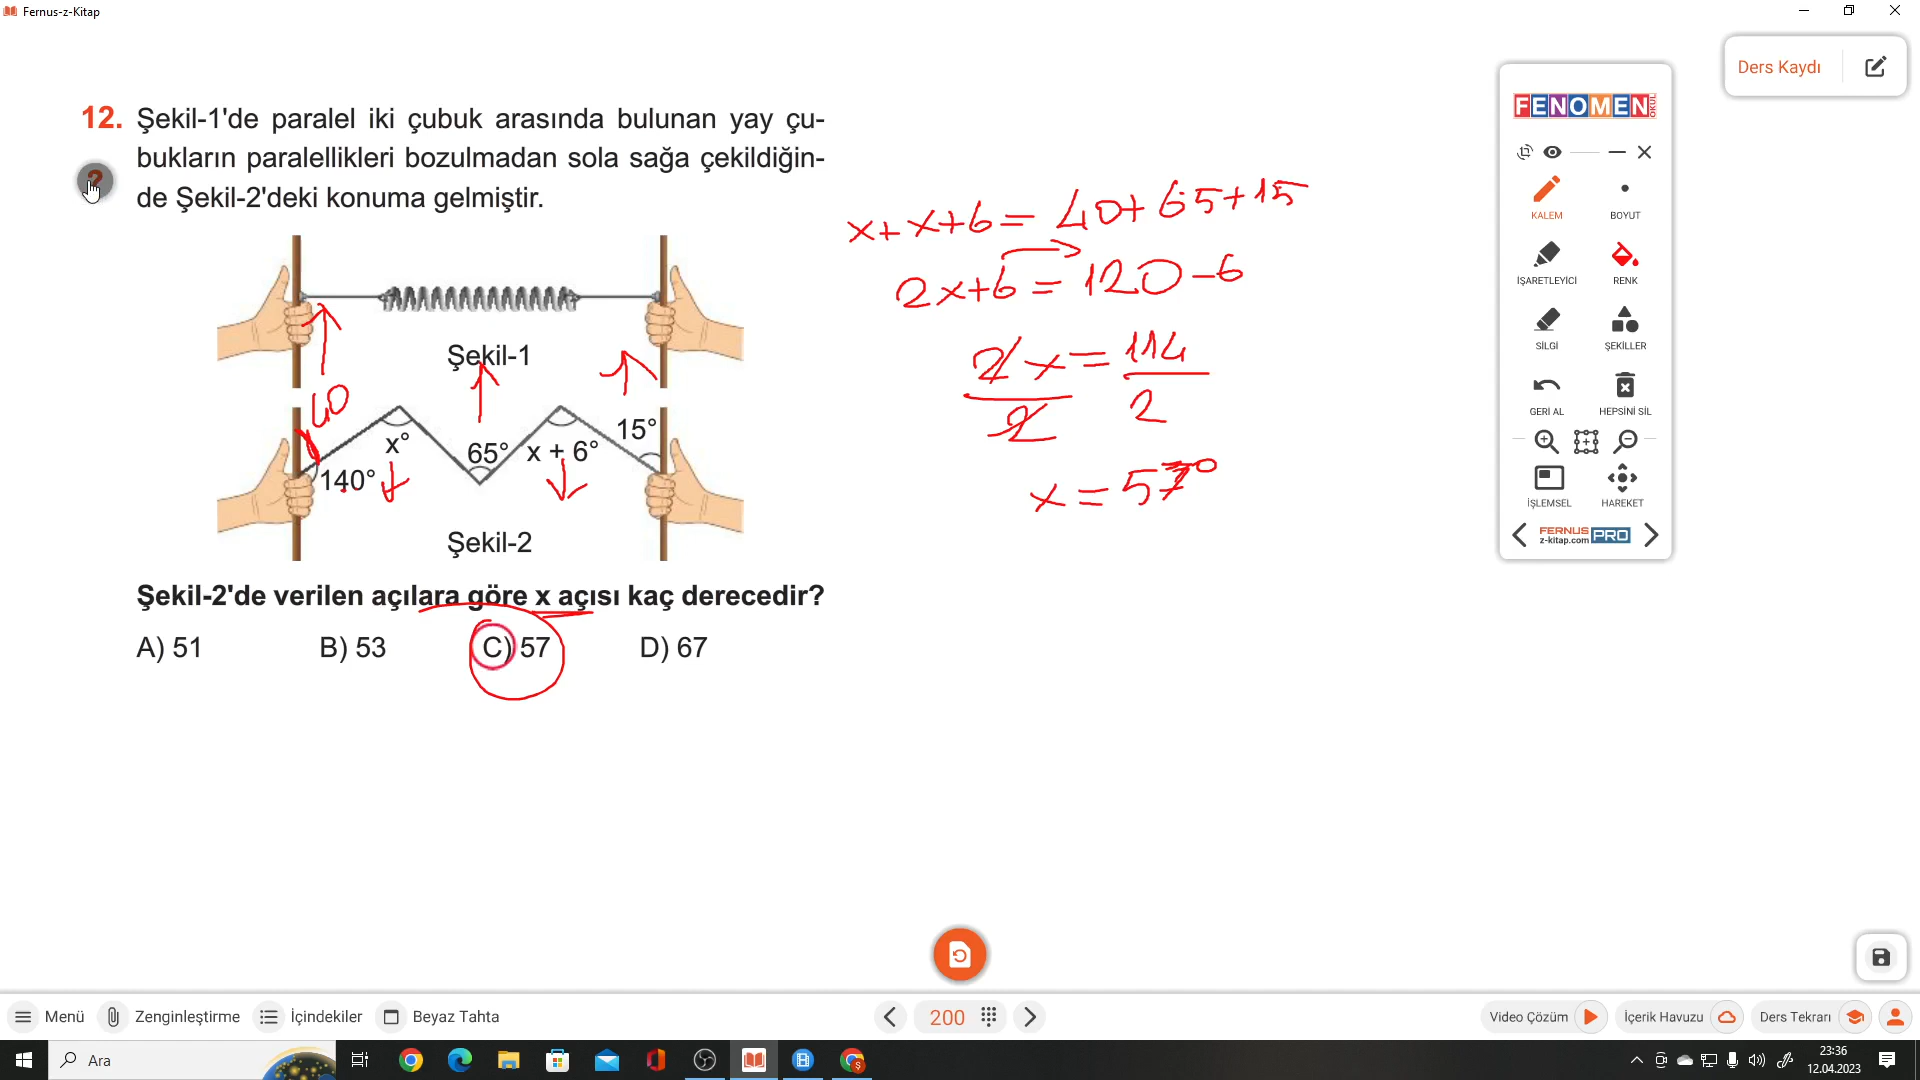 Fernus-z-Kitap
Ders Kaydı
12. Şekil-1'de paralel iki çubuk arasında bulunan yay çu-
bukların paralellikleri bozulmadan sola sağa çekildiğin-
de Şekil-2'deki konuma gelmiştir.
?
Şekil-1
40
140°
x°
65°
x + 6°
15°
Şekil-2
Şekil-2'de verilen açılara göre x açısı kaç derecedir?
A) 51 B) 53 C) 57 D) 67
x+x+6=40+65+15
2x+6=120-6
2x=114
2 2
x=57°
FENOMEN OKUL
KALEM BOYUT
İŞARETLEYİCİ RENK
SİLGİ ŞEKİLLER
GERİ AL HEPSİNİ SİL
İŞLEMSEL HAREKET
FERNUS
z-kitap.com PRO
Menü Zenginleştirme İçindekiler Beyaz Tahta 200 Video Çözüm İçerik Havuzu Ders Tekrarı
Ara
23:36
12.04.2023